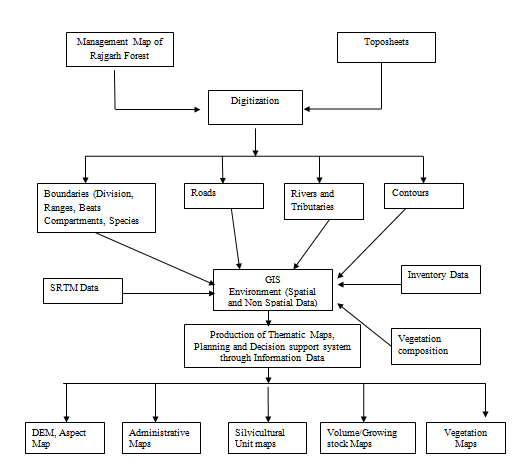 Management Map of
Rajgarh Forest
Toposheets
Digitization
Boundaries (Division,
Ranges, Beats
Compartments, Species
Roads
Rivers and
Tributaries
Contours
SRTM Data
GIS
Environment (Spatial
and Non Spatial Data)
Inventory Data
Production of Thematic Maps,
Planning and Decision support system
through Information Data
Vegetation
composition
DEM, Aspect
Map
Administrative
Maps
Silvicultural
Unit maps
Volume/Growing
stock Maps
Vegetation
Maps